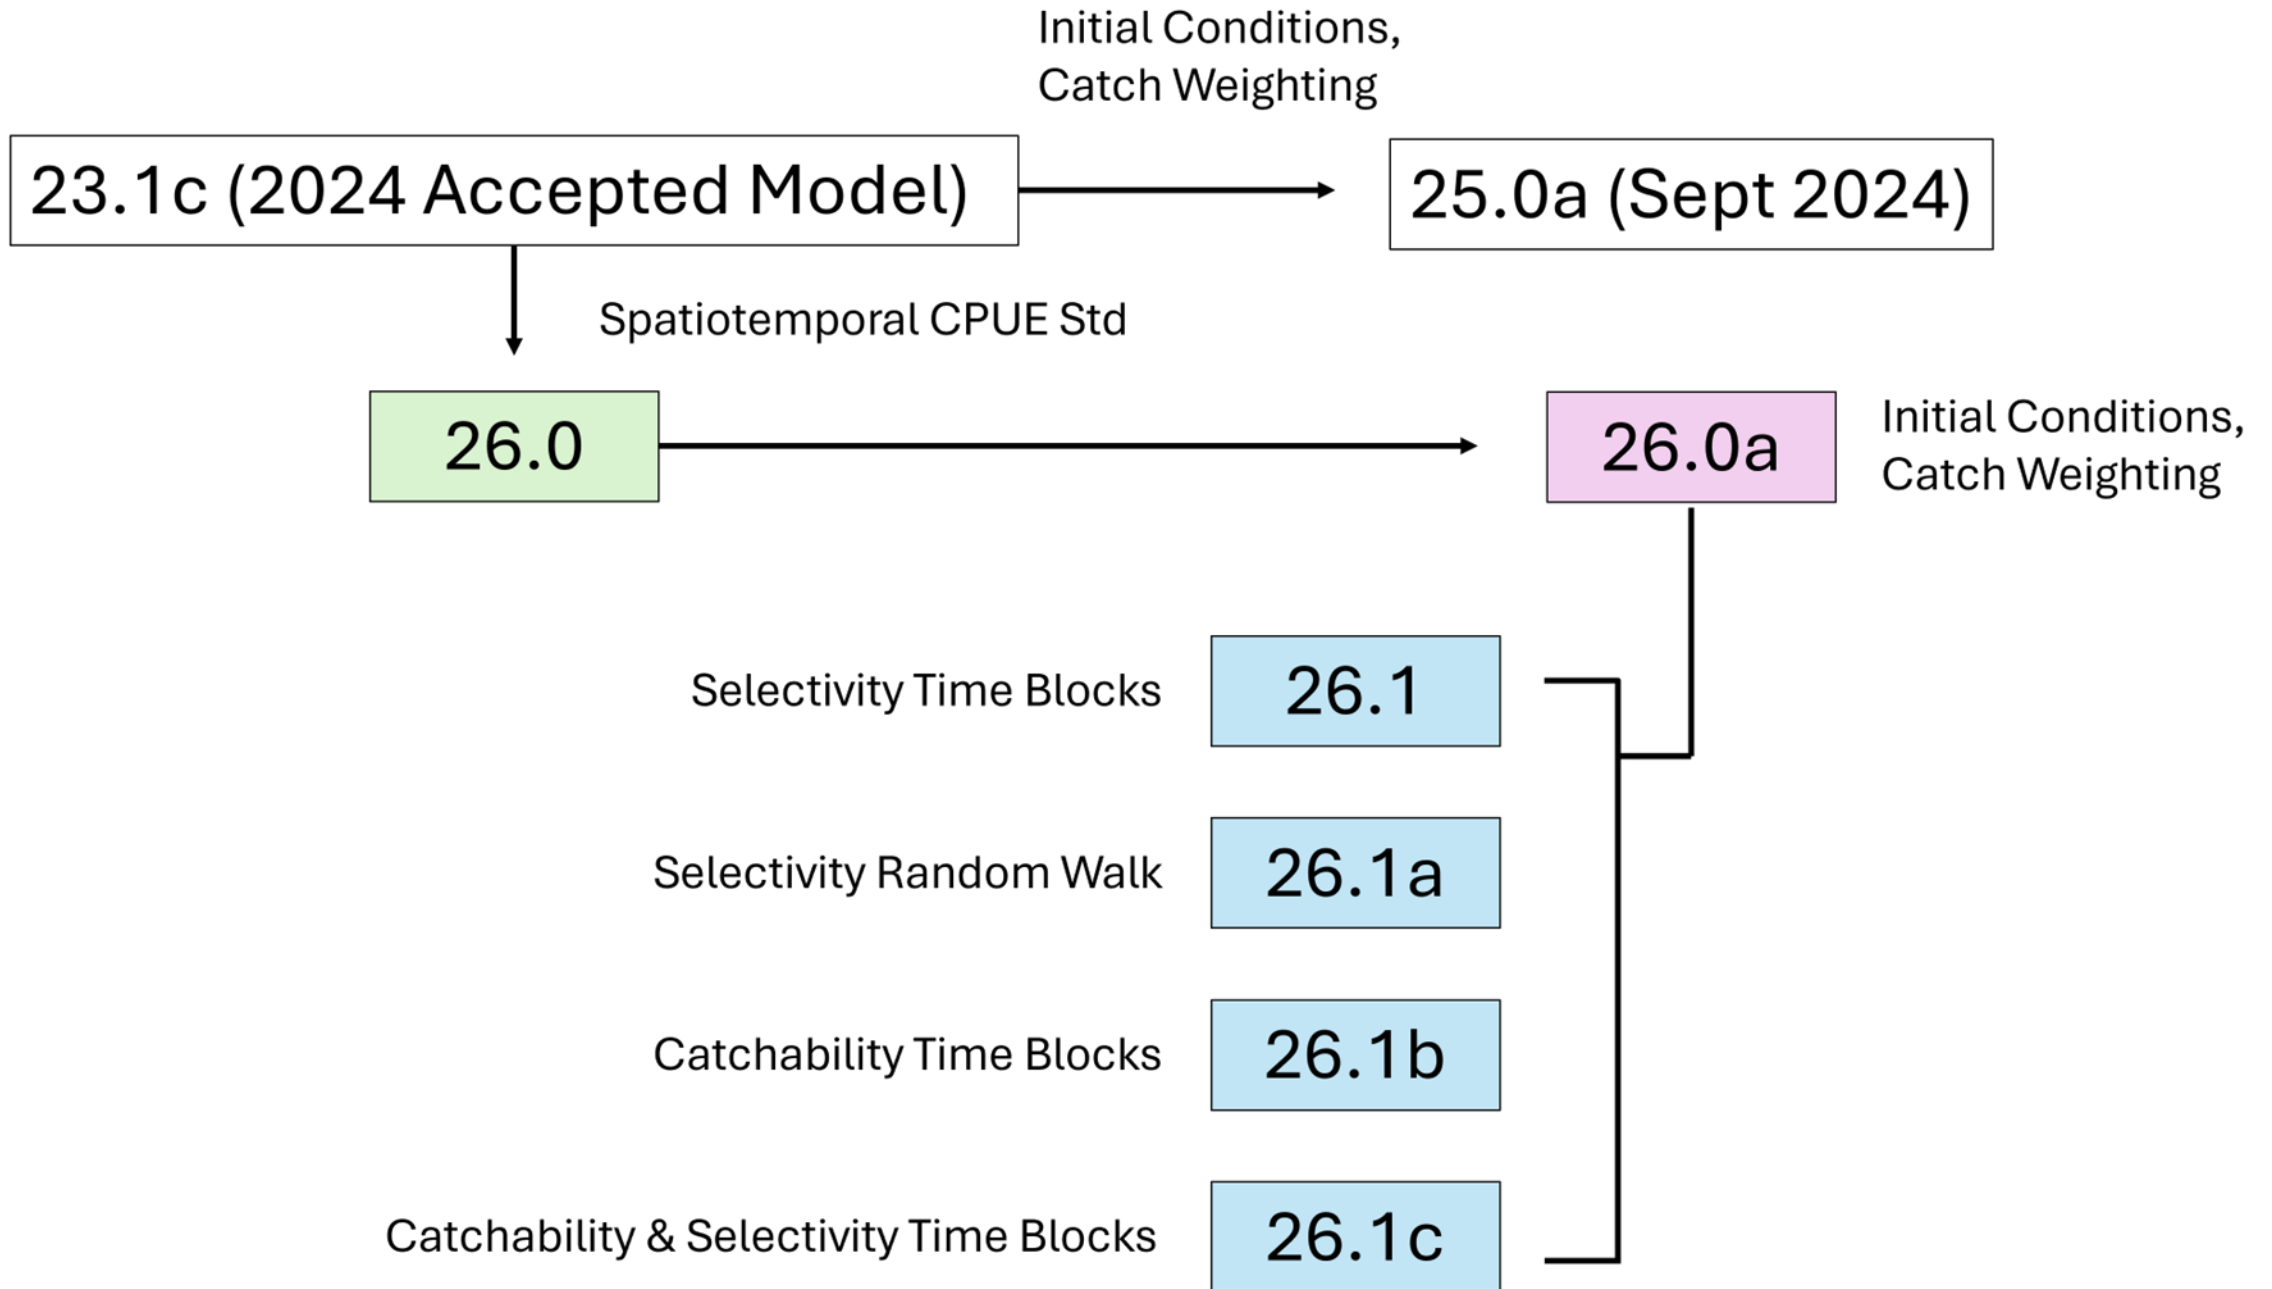 Initial Conditions,
Catch Weighting
23.1c (2024 Accepted Model)
25.0a (Sept 2024)
Spatiotemporal CPUE Std
26.0
26.0a
Initial Conditions,
Catch Weighting
Selectivity Time Blocks
26.1
Selectivity Random Walk
26.1a
Catchability Time Blocks
26.1b
Catchability & Selectivity Time Blocks
26.1c